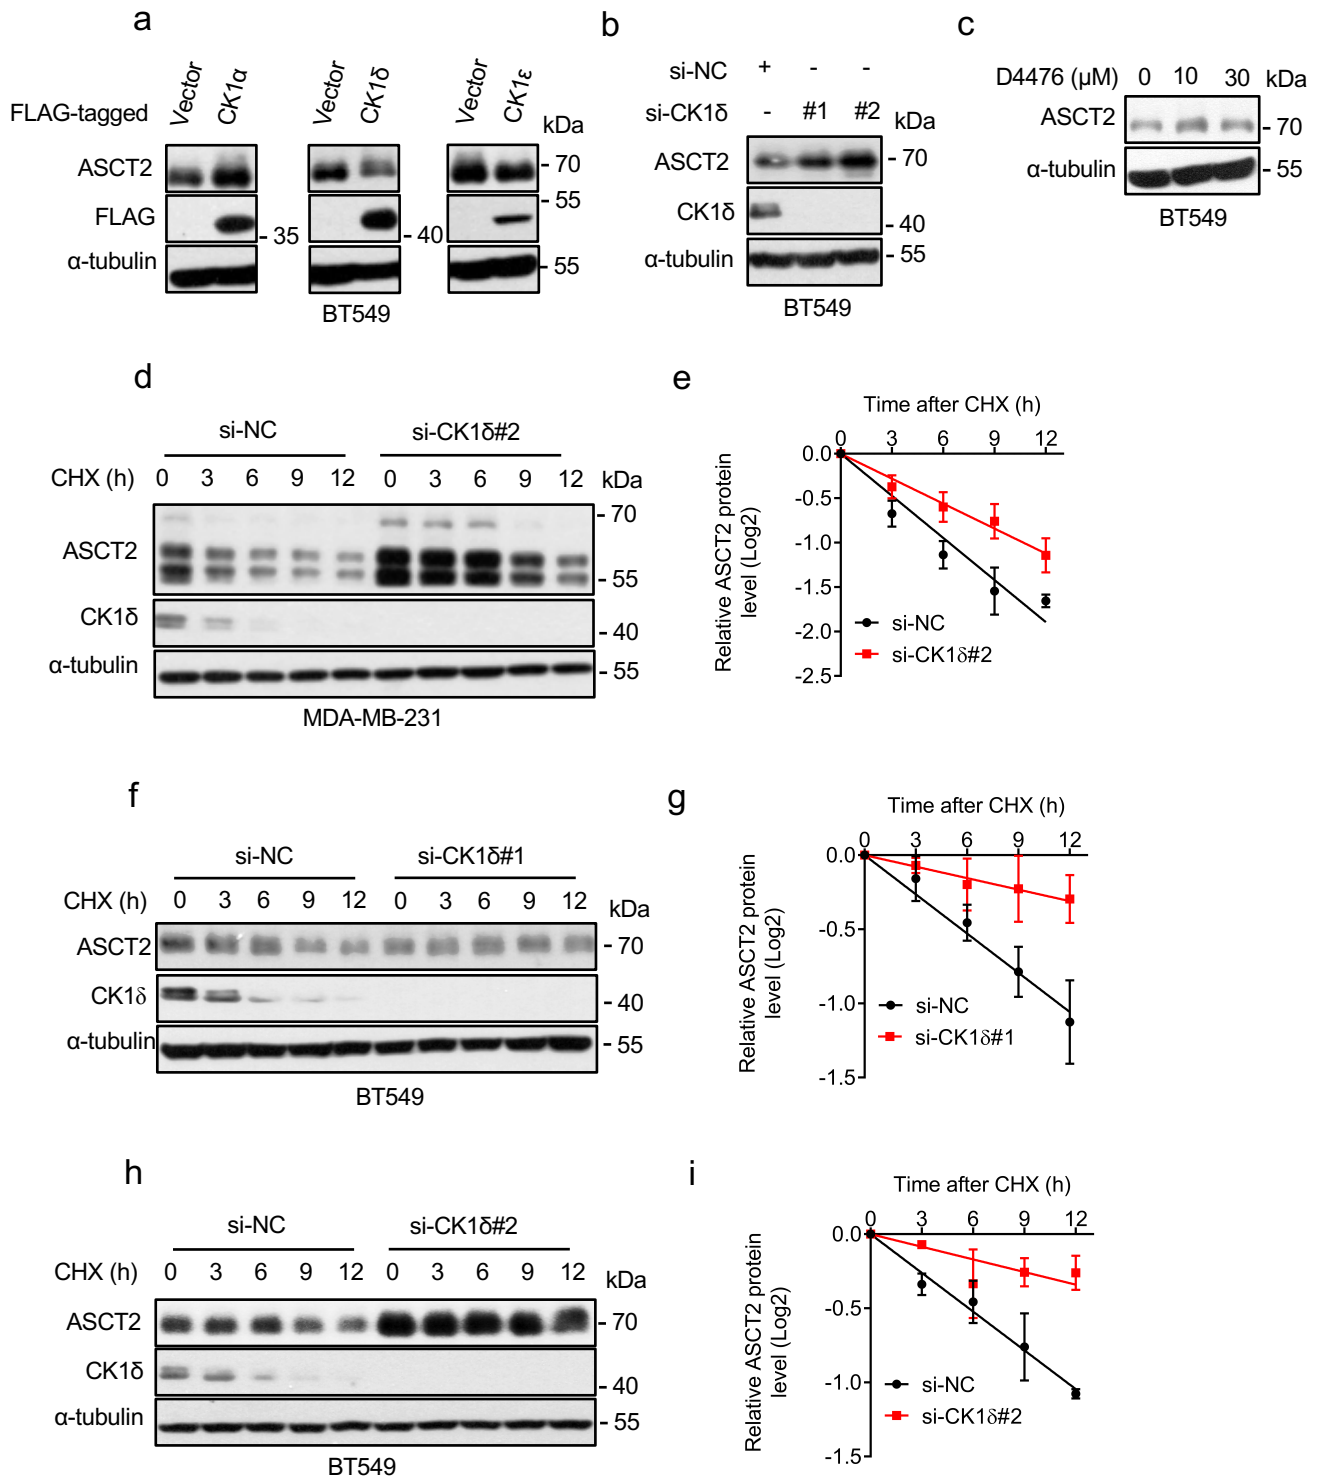 a
FLAG-tagged
Vector
CK1α
Vector
CK1δ
Vector
CK1ε
kDa
ASCT2
- 70
FLAG
- 35
- 40
- 55
α-tubulin
- 55
BT549
b
si-NC + - -
si-CK1δ - #1 #2
kDa
ASCT2 - 70
CK1δ
- 40
α-tubulin - 55
BT549
c
D4476 (μM) 0 10 30 kDa
ASCT2 - 70
α-tubulin - 55
BT549
d
si-NC si-CK1δ#2
CHX (h) 0 3 6 9 12 0 3 6 9 12 kDa
- 70
ASCT2
- 55
CK1δ
- 40
α-tubulin - 55
MDA-MB-231
e
Time after CHX (h)
0 3 6 9 12
0.0
-0.5
-1.0
-1.5
-2.0
-2.5
Relative ASCT2 protein
level (Log2)
si-NC
si-CK1δ#2
f
si-NC si-CK1δ#1
CHX (h) 0 3 6 9 12 0 3 6 9 12 kDa
ASCT2 - 70
CK1δ - 40
α-tubulin - 55
BT549
g
Time after CHX (h)
0 3 6 9 12
0.0
-0.5
-1.0
-1.5
Relative ASCT2 protein
level (Log2)
si-NC
si-CK1δ#1
h
si-NC si-CK1δ#2
CHX (h) 0 3 6 9 12 0 3 6 9 12 kDa
ASCT2 - 70
CK1δ
- 40
α-tubulin - 55
BT549
i
Time after CHX (h)
0 3 6 9 12
0.0
-0.5
-1.0
-1.5
Relative ASCT2 protein
level (Log2)
si-NC
si-CK1δ#2